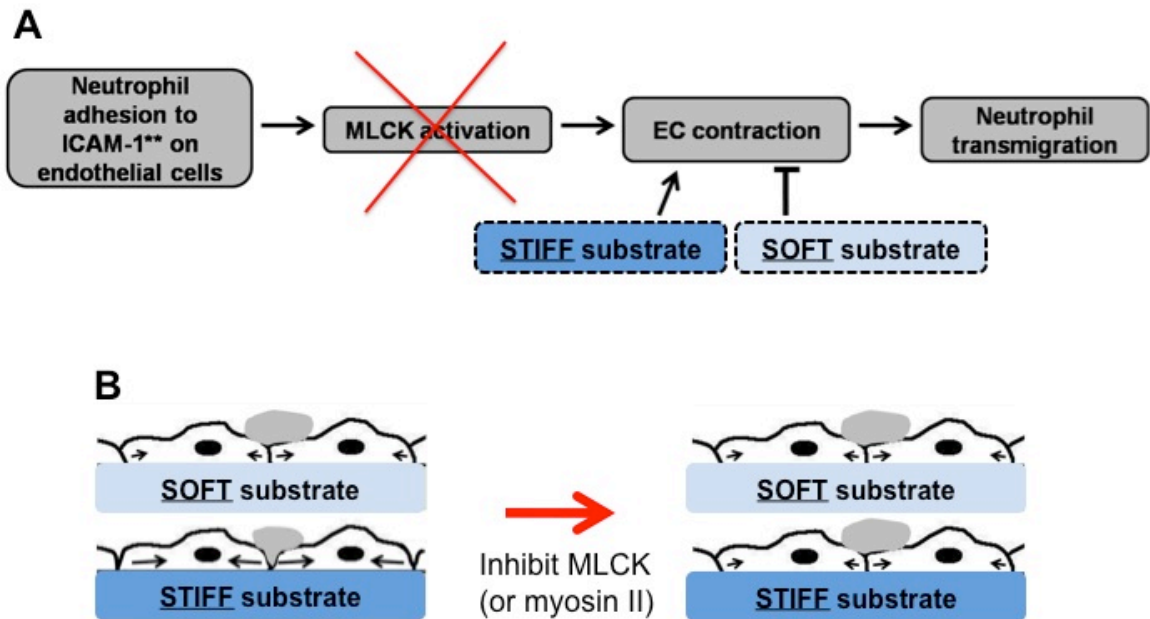 A
Neutrophil
adhesion to
ICAM-1** on
endothelial cells
MLCK activation
EC contraction
Neutrophil
transmigration
STIFF substrate
SOFT substrate
B
SOFT substrate
STIFF substrate
Inhibit MLCK
(or myosin II)
SOFT substrate
STIFF substrate